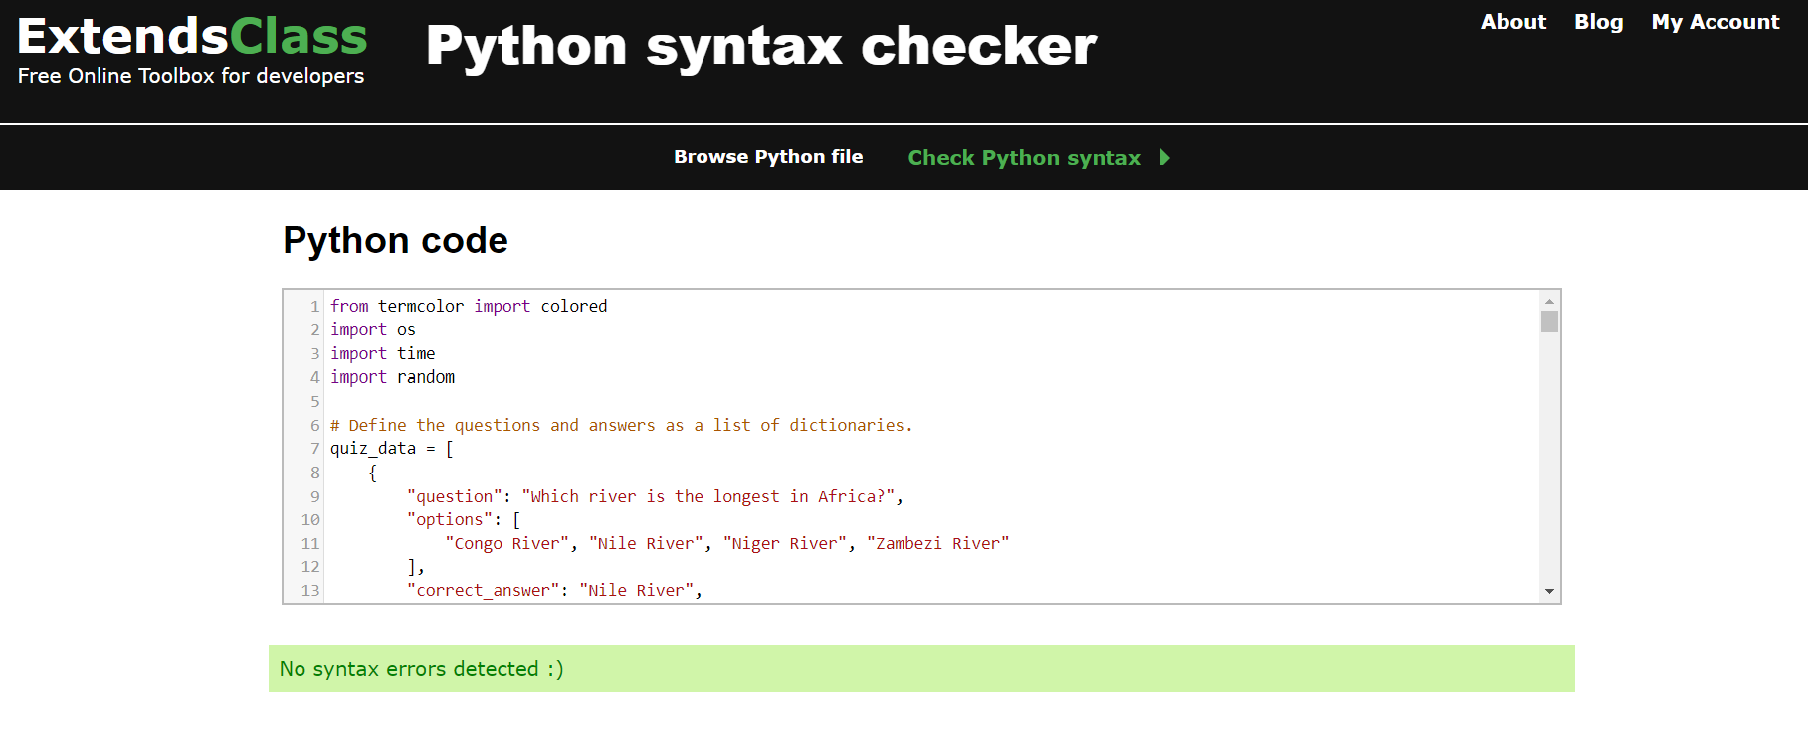 ExtendsClass
Free Online Toolbox for developers
Python syntax checker
About Blog My Account
Browse Python file Check Python syntax
Python code
1 from termcolor import colored
2 import os
3 import time
4 import random
5
6 # Define the questions and answers as a list of dictionaries.
7 quiz_data = [
8 {
9 "question": "Which river is the longest in Africa?",
10 "options": [
11 "Congo River", "Nile River", "Niger River", "Zambezi River"
12 ],
13 "correct_answer": "Nile River",
No syntax errors detected :)